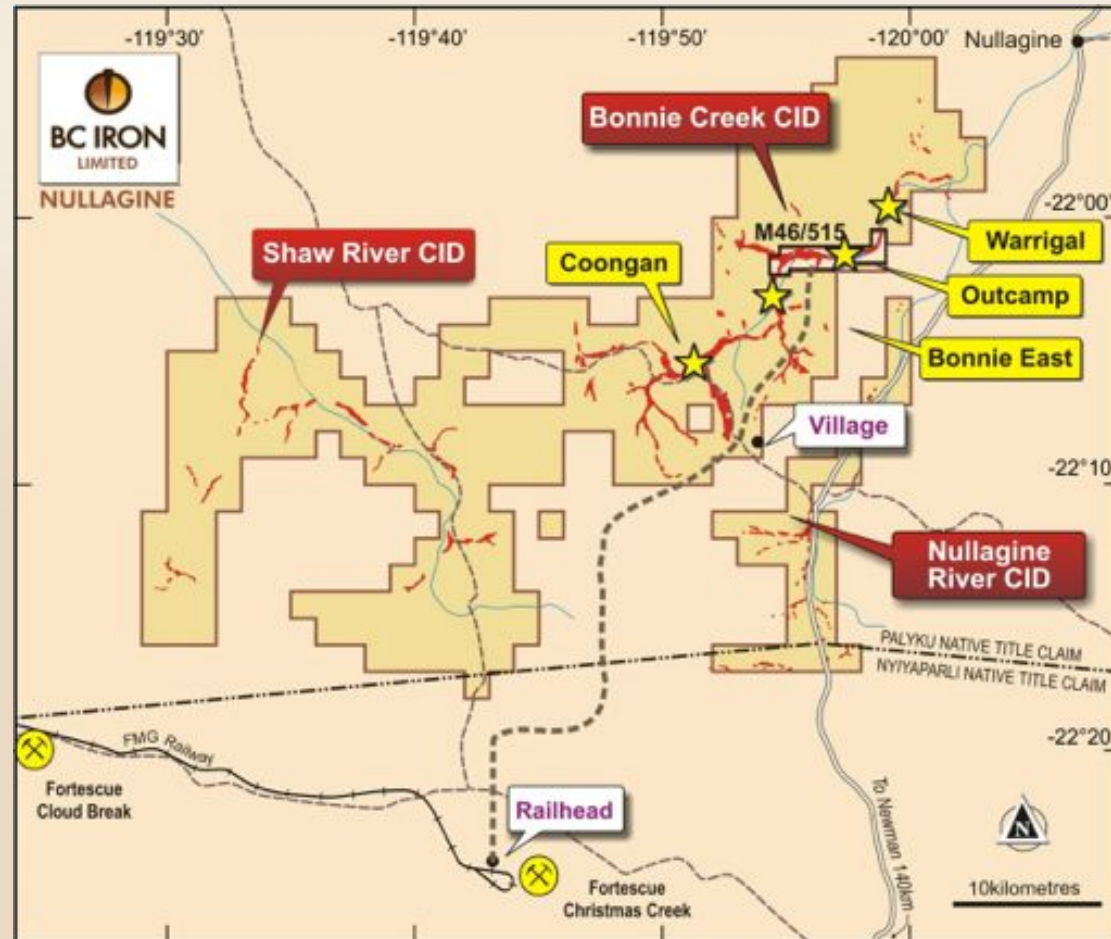 -119°30'
-119°40'
-119°50'
-120°00'
Nullagine
BC IRON
LIMITED
NULLAGINE
Bonnie Creek CID
-22°00'
M46/515
Warrigal
Shaw River CID
Coongan
Outcamp
Bonnie East
Village
-22°10
Nullagine
River CID
PALYKU NATIVE TITLE CLAIM
NYIYAPARLI NATIVE TITLE CLAIM
-22°20
FMG Railway
Fortescue
Cloud Break
To Newman 140km
Railhead
N
Fortescue
Christmas Creek
10kilometres